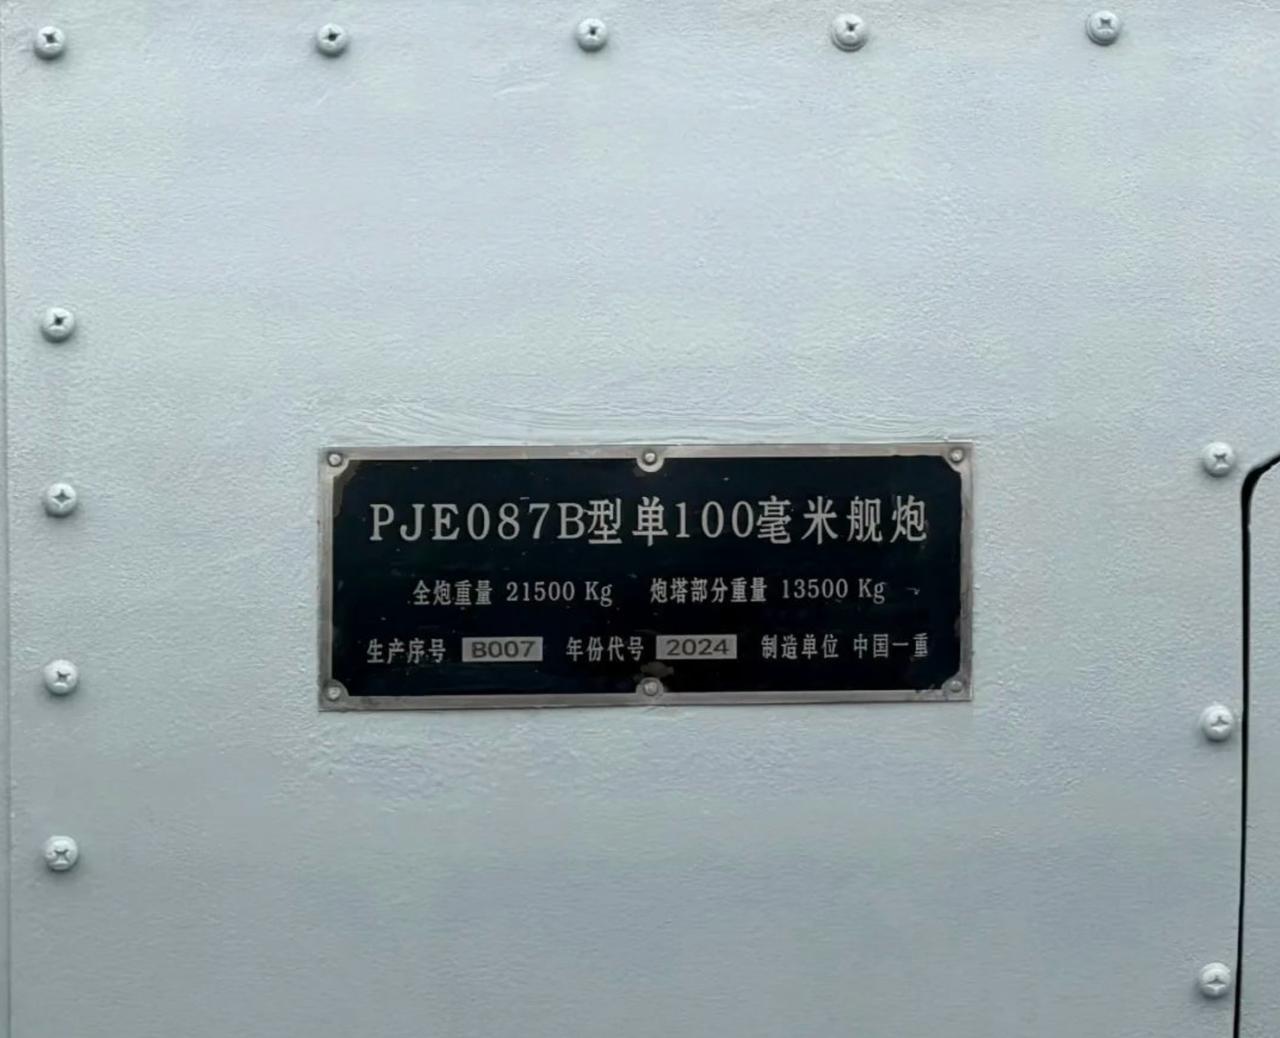 PJE087B型单100毫米舰炮
全炮重量 21500 Kg 炮塔部分重量 13500 Kg
生产序号 B007 年份代号 2024 制造单位 中国一重